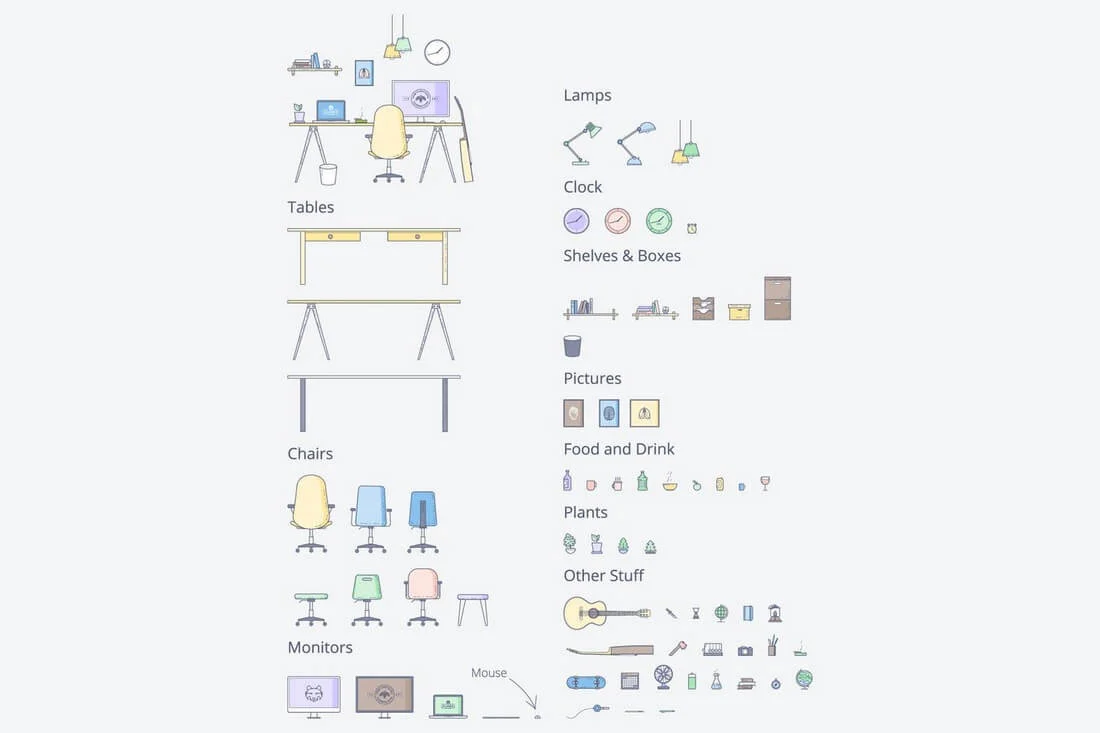 Tables
Chairs
Monitors
Mouse
Lamps
Clock
Shelves & Boxes
Pictures
Food and Drink
Plants
Other Stuff